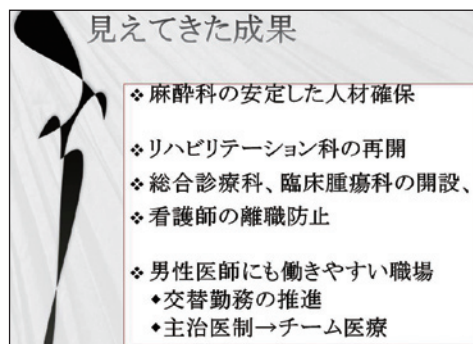 見えてきた成果
❖麻酔科の安定した人材確保
❖リハビリテーション科の再開
❖総合診療科、臨床腫瘍科の開設、
❖看護師の離職防止
❖男性医師にも働きやすい職場
◆交替勤務の推進
◆主治医制→チーム医療